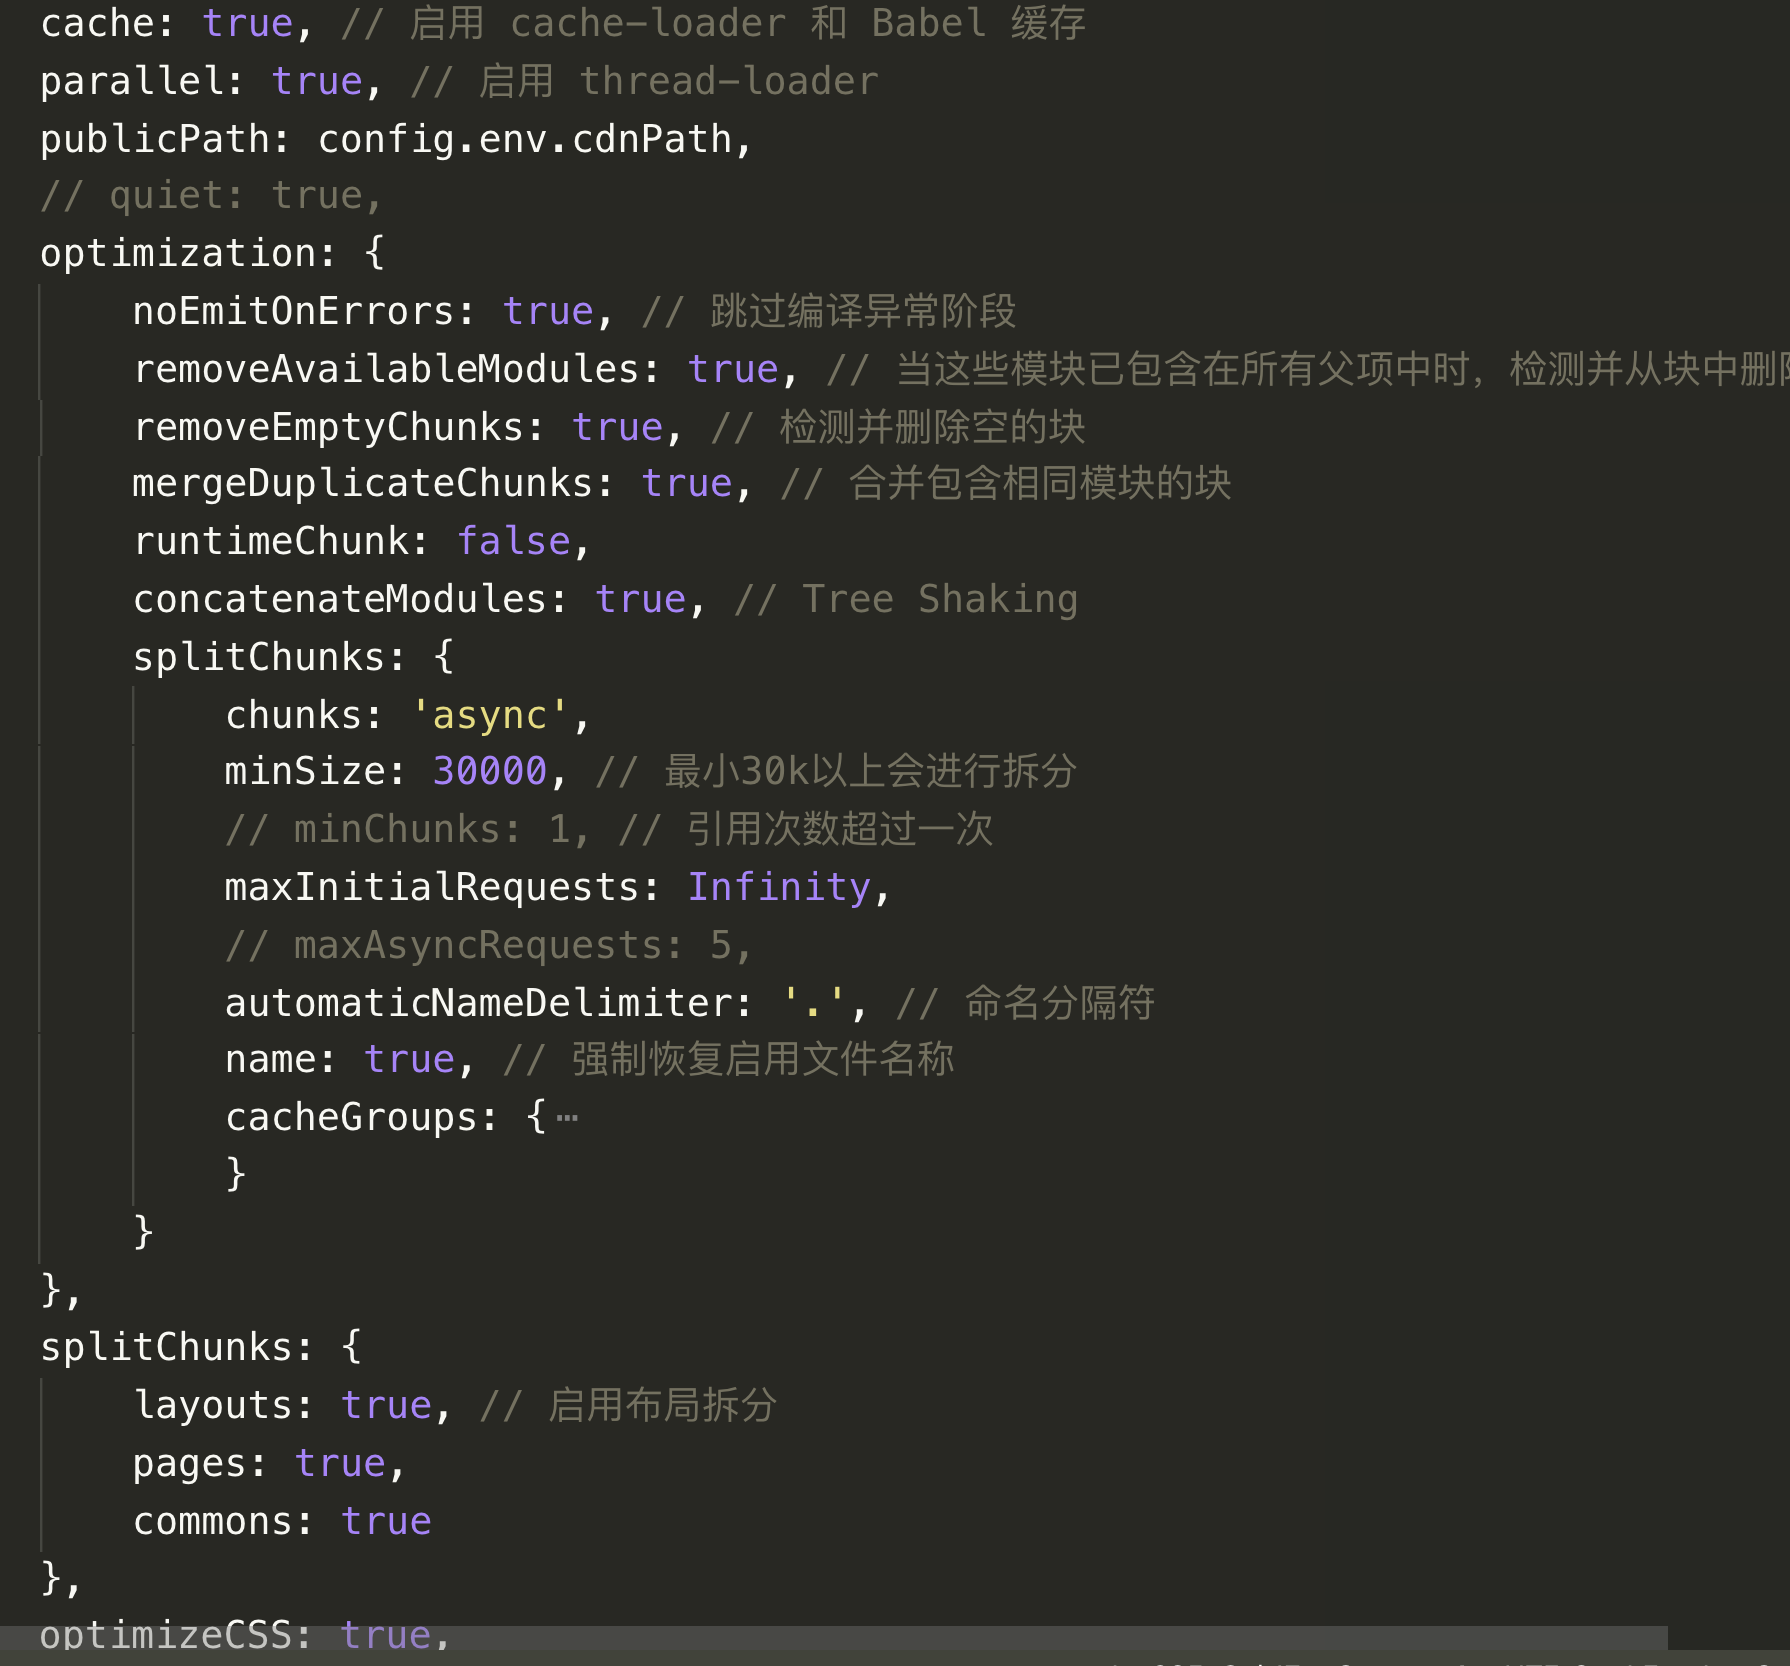 cache: true, // 启用 cache-loader 和 Babel 缓存
parallel: true, // 启用 thread-loader
publicPath: config.env.cdnPath,
// quiet: true,
optimization: {
noEmitOnErrors: true, // 跳过编译异常阶段
removeAvailableModules: true, // 当这些模块已包含在所有父项中时，检测并从块中删
removeEmptyChunks: true, // 检测并删除空的块
mergeDuplicateChunks: true, // 合并包含相同模块的块
runtimeChunk: false,
concatenateModules: true, // Tree Shaking
splitChunks: {
chunks: 'async',
minSize: 30000, // 最小30k以上会进行拆分
// minChunks: 1, // 引用次数超过一次
maxInitialRequests: Infinity,
// maxAsyncRequests: 5,
automaticNameDelimiter: '.', // 命名分隔符
name: true, // 强制恢复启用文件名称
cacheGroups: {⋯
}
}
},
splitChunks: {
layouts: true, // 启用布局拆分
pages: true,
commons: true
},
optimizeCSS: true,